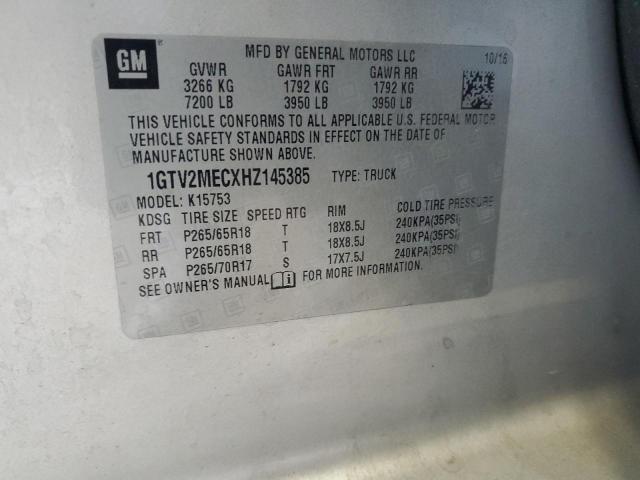 GM
MFD BY GENERAL MOTORS LLC
10/16
GVWR GAWR FRT GAWR RR
3266 KG 1792 KG 1792 KG
7200 LB 3950 LB 3950 LB
THIS VEHICLE CONFORMS TO ALL APPLICABLE U.S. FEDERAL MOTOR
VEHICLE SAFETY STANDARDS IN EFFECT ON THE DATE OF
MANUFACTURE SHOWN ABOVE.
1GTV2MECXHZ145385 TYPE: TRUCK
MODEL: K15753
KDSG TIRE SIZE SPEED RTG RIM COLD TIRE PRESSURE
FRT P265/65R18 T 18X8.5J 240KPA(35PSI)
RR P265/65R18 T 18X8.5J 240KPA(35PSI)
SPA P265/70R17 S 17X7.5J 240KPA(35PSI)
SEE OWNER'S MANUAL FOR MORE INFORMATION.